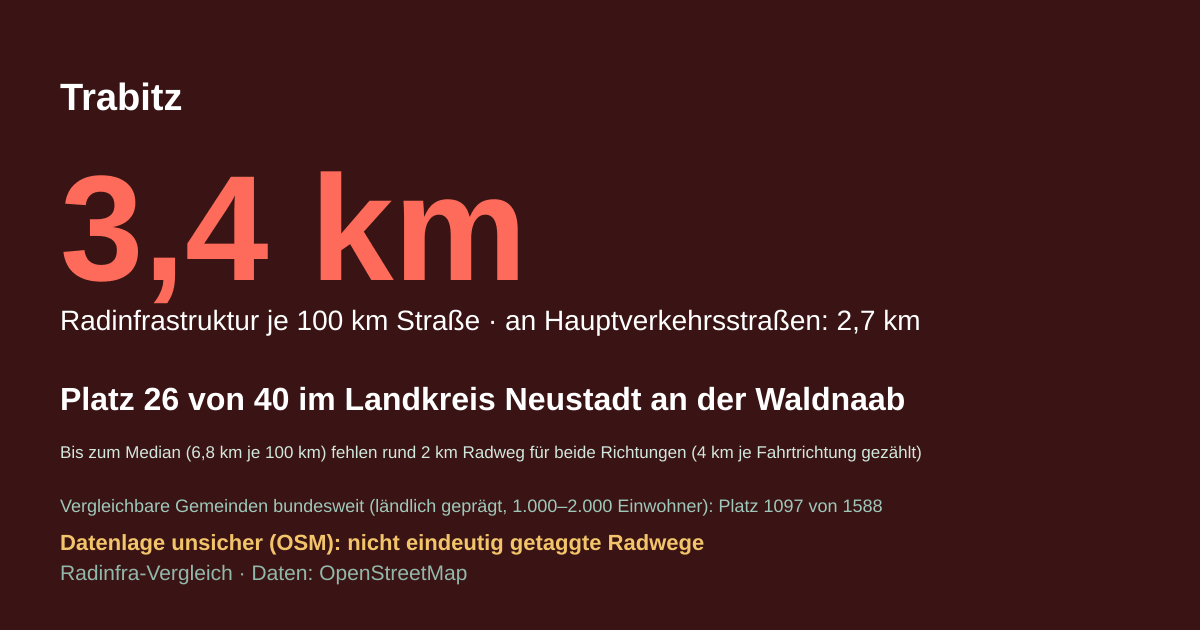 Trabitz
3,4 km
Radinfrastruktur je 100 km Straße · an Hauptverkehrsstraßen: 2,7 km
Platz 26 von 40 im Landkreis Neustadt an der Waldnaab
Bis zum Median (6,8 km je 100 km) fehlen rund 2 km Radweg für beide Richtungen (4 km je Fahrtrichtung gezählt)
Vergleichbare Gemeinden bundesweit (ländlich geprägt, 1.000–2.000 Einwohner): Platz 1097 von 1588
Datenlage unsicher (OSM): nicht eindeutig getaggte Radwege
Radinfra-Vergleich · Daten: OpenStreetMap